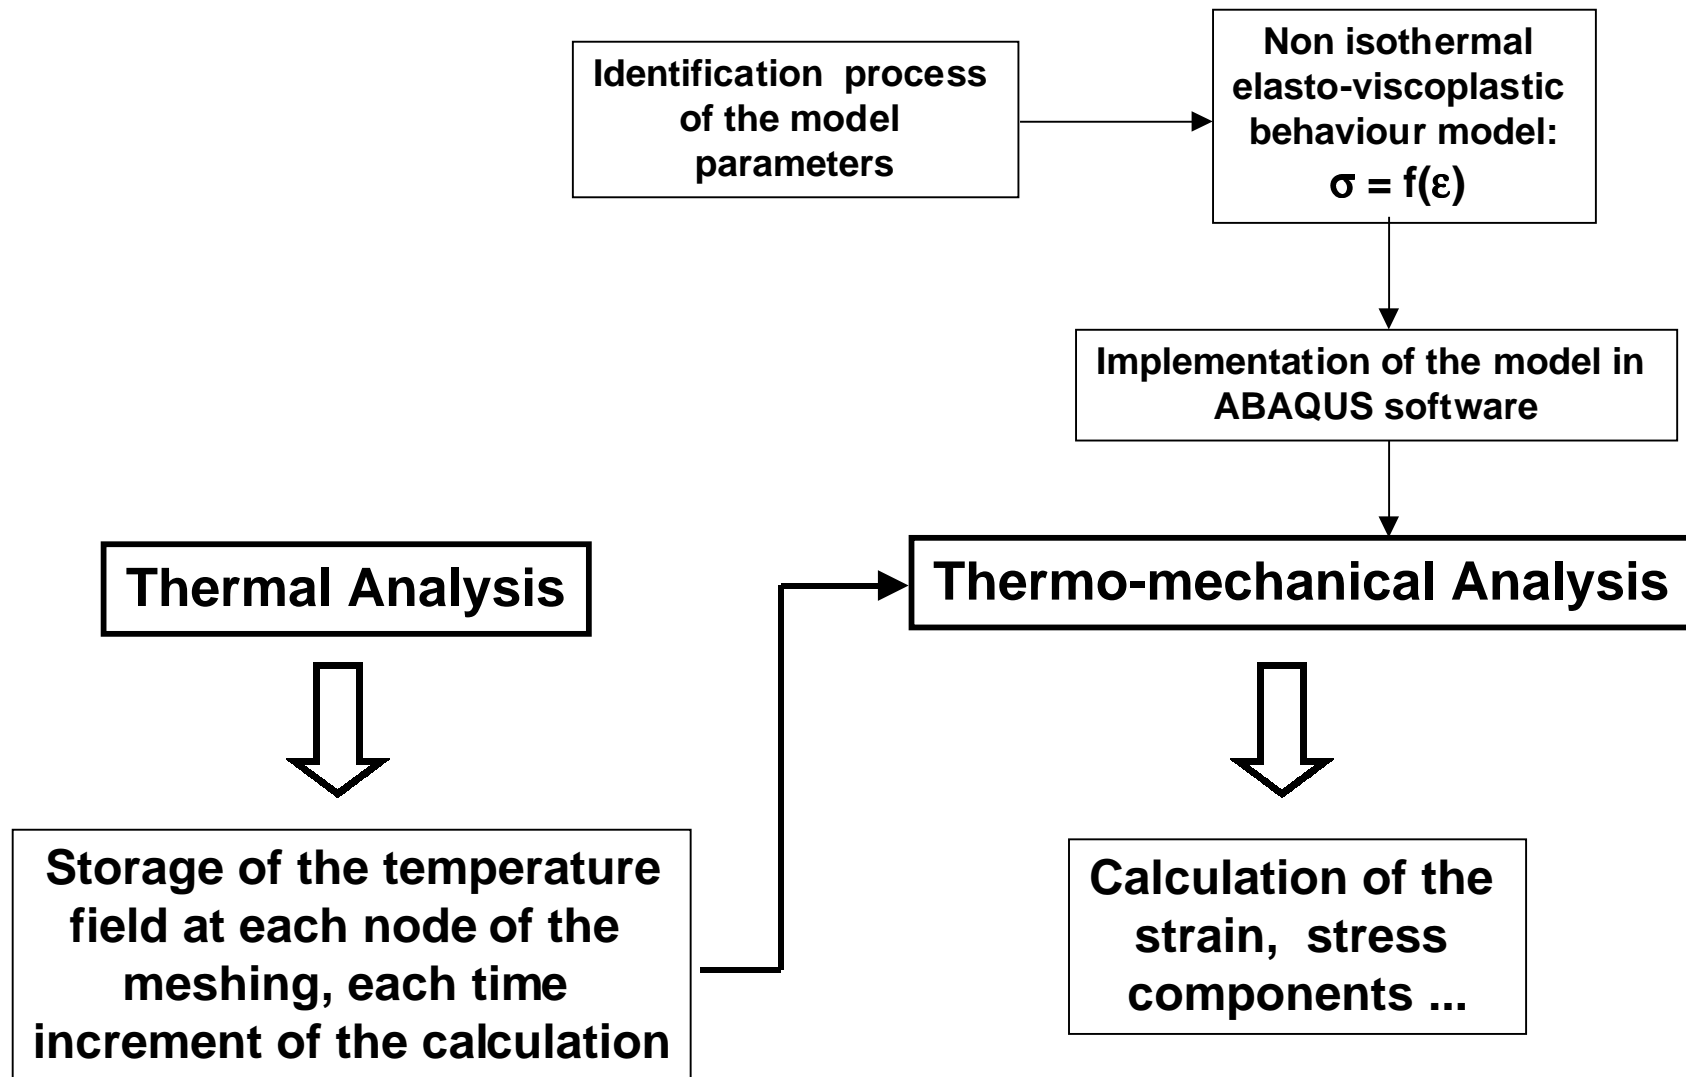 Identification process
of the model
parameters
Non isothermal
elasto-viscoplastic
behaviour model:
σ = f(ε)
Implementation of the model in
ABAQUS software
Thermal Analysis
Thermo-mechanical Analysis
Storage of the temperature
field at each node of the
meshing, each time
increment of the calculation
Calculation of the
strain, stress
components ...